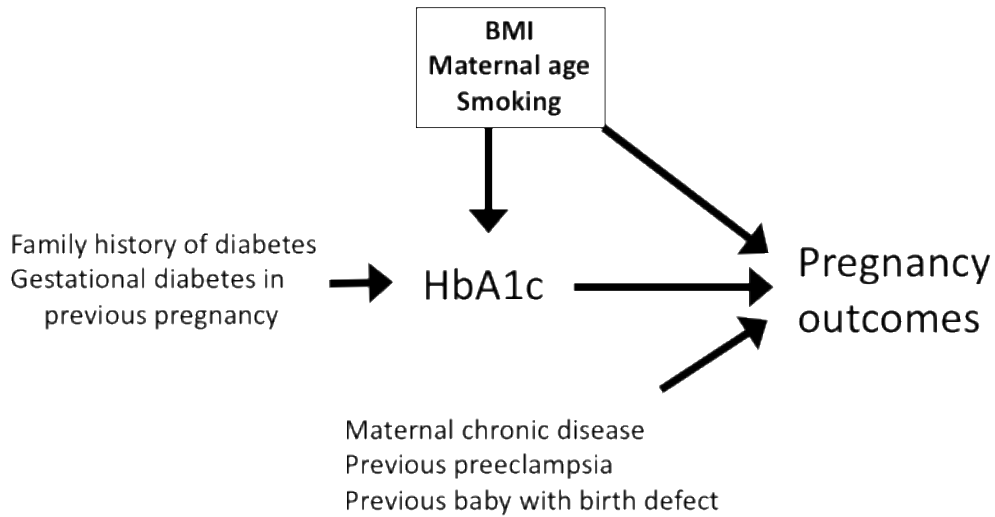 BMI
Maternal age
Smoking
Family history of diabetes
Gestational diabetes in
previous pregnancy
HbA1c
Pregnancy
outcomes
Maternal chronic disease
Previous preeclampsia
Previous baby with birth defect